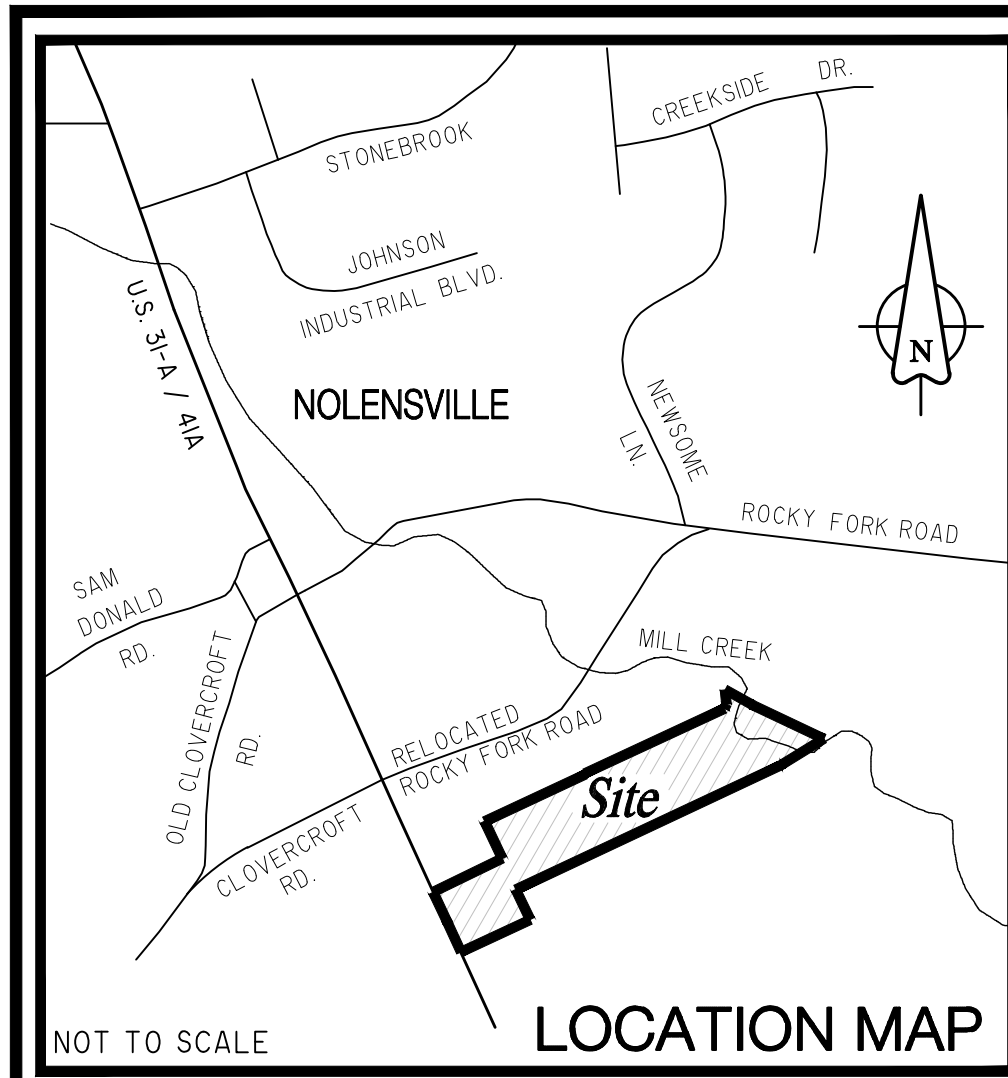 CREEKSIDE DR.
STONEBROOK
JOHNSON
INDUSTRIAL BLVD.
U.S. 31-A / 41A
N
NOLENSVILLE
NEWSOME
LN.
ROCKY FORK ROAD
SAM
DONALD
RD.
OLD CLOVERCROFT
RD.
MILL CREEK
RELOCATED
ROCKY FORK ROAD
CLOVERCROFT
RD.
Site
NOT TO SCALE
LOCATION MAP